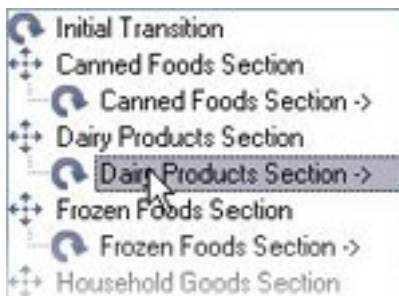 Initial Transition
Canned Foods Section
Canned Foods Section ->
Dairy Products Section
Dairy Products Section ->
Frozen Foods Section
Frozen Foods Section ->
Household Goods Section